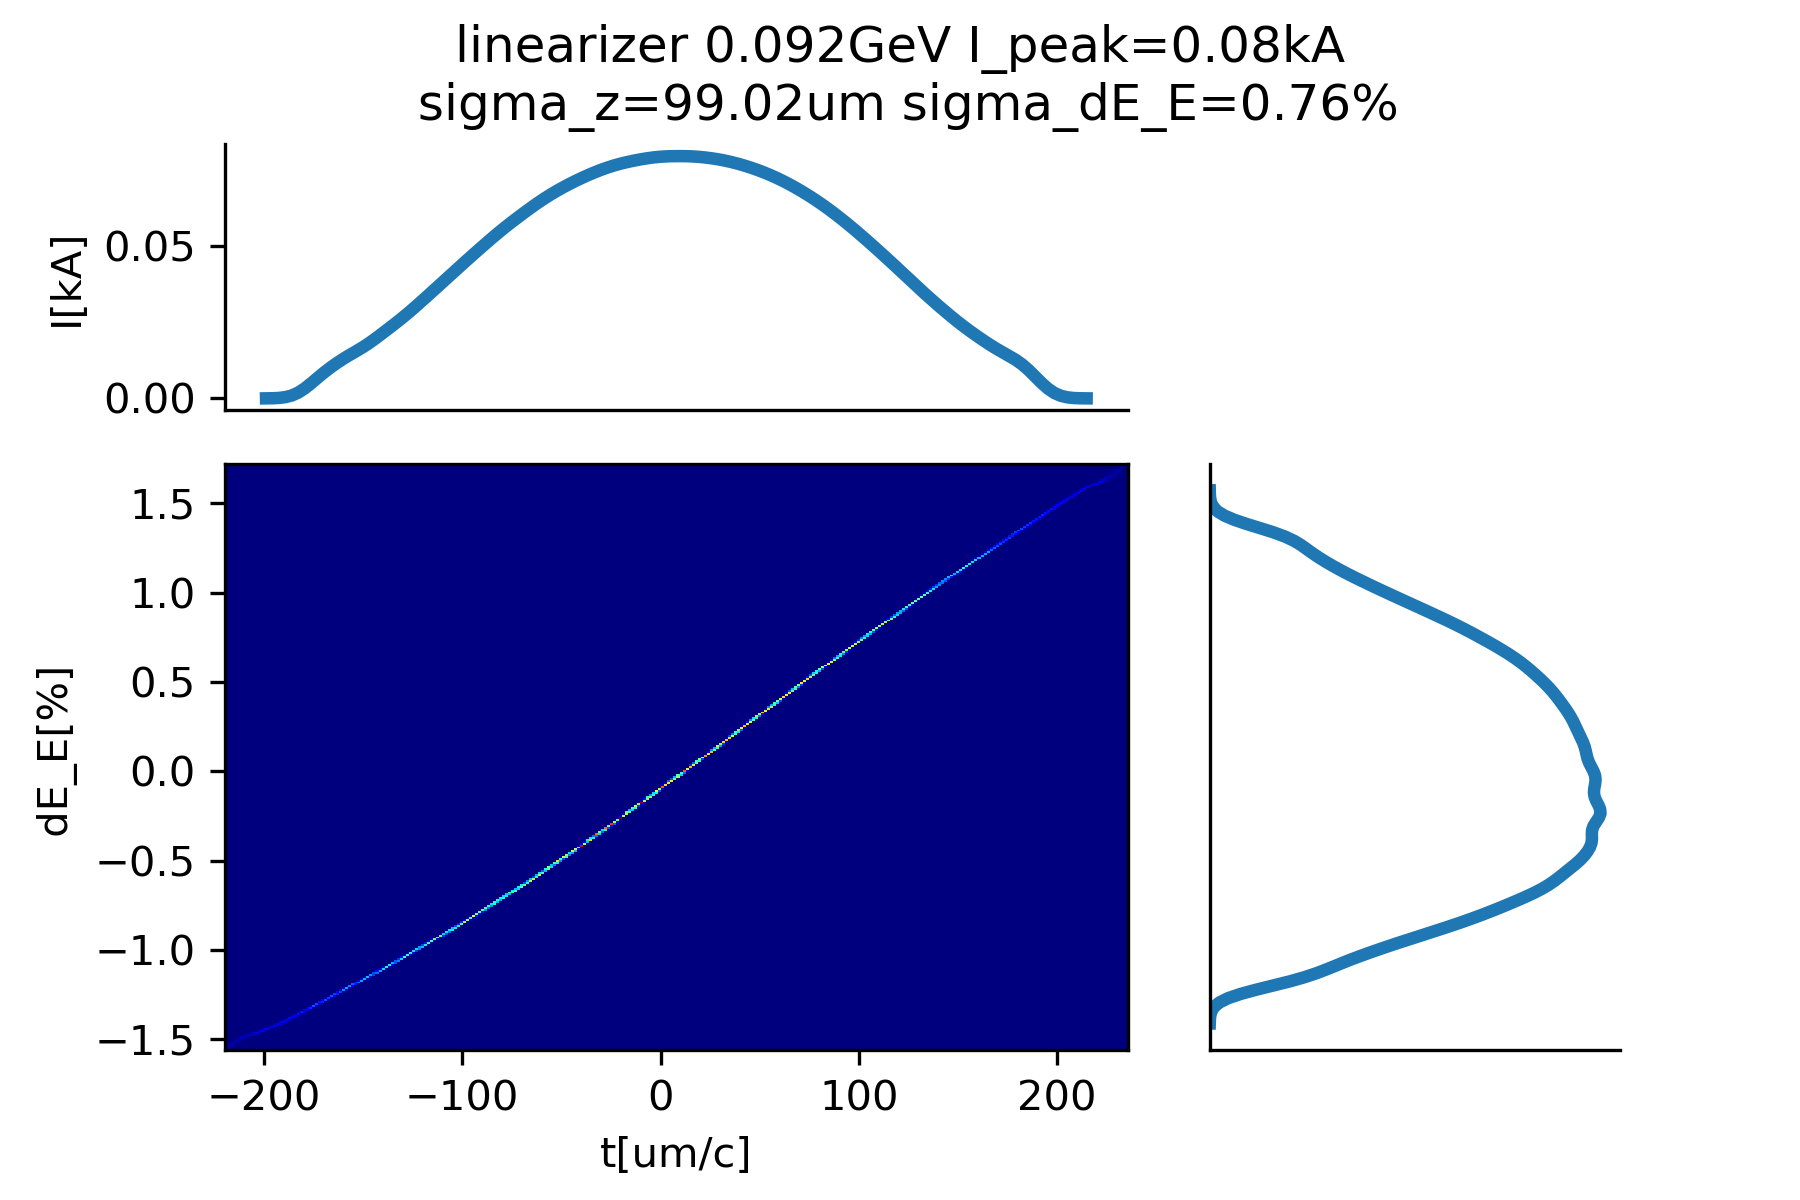 linearizer 0.092GeV I_peak=0.08kA
sigma_z=99.02um sigma_dE_E=0.76%
I[kA]
0.05
0.00
dE_E[%]
1.5
1.0
0.5
0.0
−0.5
−1.0
−1.5
−200 −100 0 100 200
t[um/c]